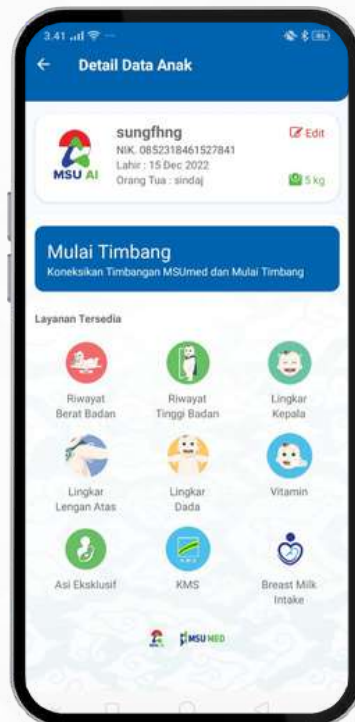 3.41
Detail Data Anak
sungfhng
Edit
NIK. 0852318461527841
Lahir : 15 Dec 2022
Orang Tua : sindaj
5 kg
MSU AI
Mulai Timbang
Koneksikan Timbangan MSUmed dan Mulai Timbang
Layanan Tersedia
Riwayat
Berat Badan
Riwayat
Tinggi Badan
Lingkar
Kepala
Lingkar
Lengan Atas
Lingkar
Dada
Vitamin
Asi Eksklusif
KMS
Breast Milk
Intake
MSU MED